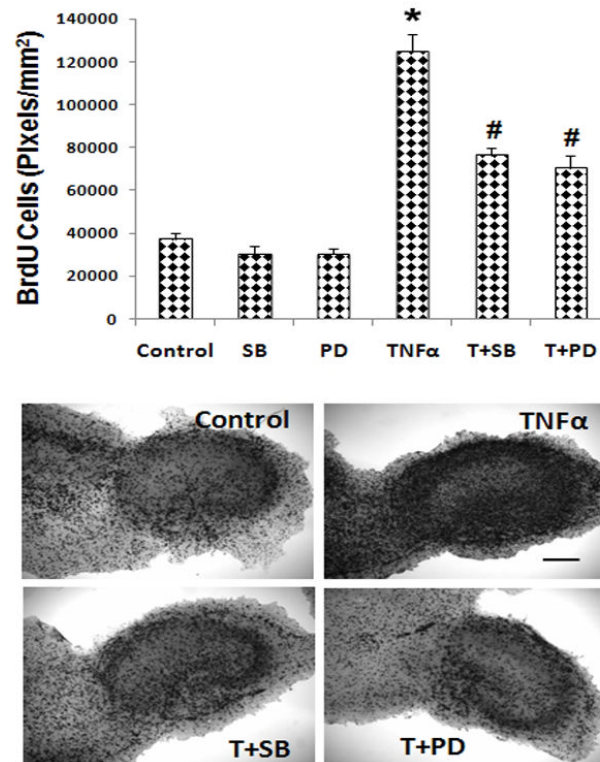 140000
120000
100000
80000
60000
40000
20000
0
BrdU Cells (PIxels/mm²)
*
#
#
Control SB PD TNFα T+SB T+PD
Control
TNFα
T+SB
T+PD